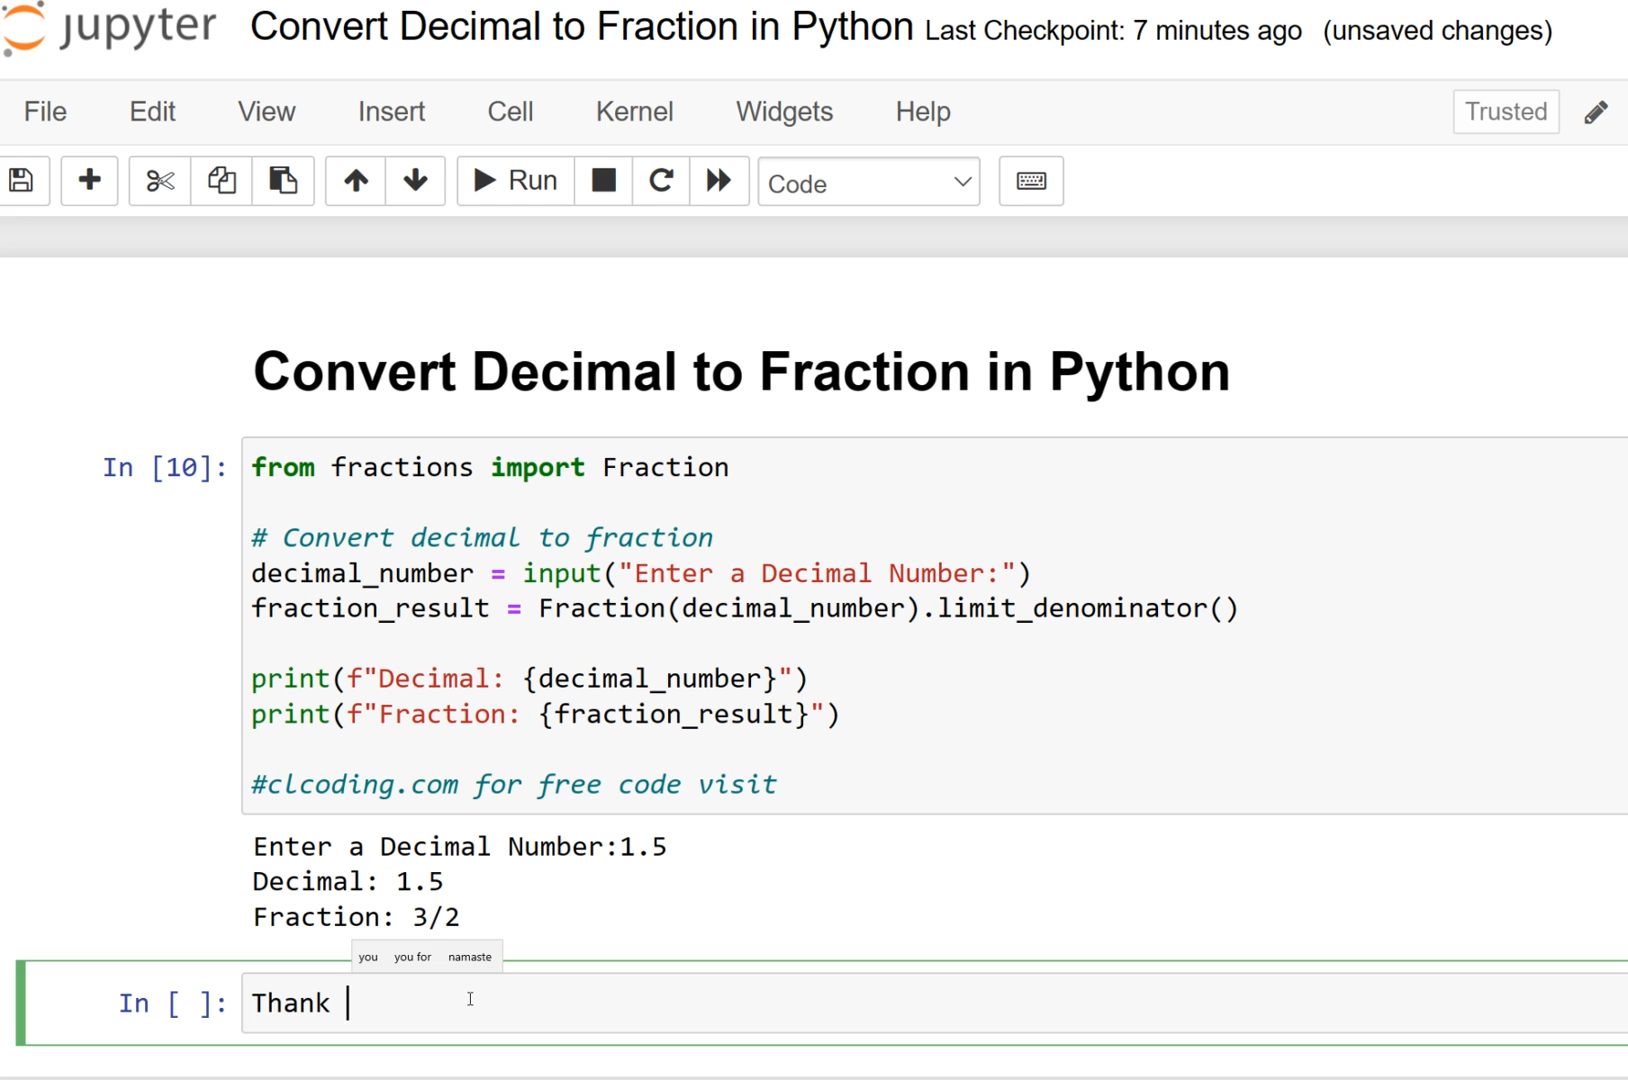 jupyter Convert Decimal to Fraction in Python Last Checkpoint: 7 minutes ago (unsaved changes)
File Edit View Insert Cell Kernel Widgets Help Trusted
Run Code
Convert Decimal to Fraction in Python
In [10]: from fractions import Fraction
# Convert decimal to fraction
decimal_number = input("Enter a Decimal Number:")
fraction_result = Fraction(decimal_number).limit_denominator()
print(f"Decimal: {decimal_number}")
print(f"Fraction: {fraction_result}")
#clcoding.com for free code visit
Enter a Decimal Number:1.5
Decimal: 1.5
Fraction: 3/2
you you for namaste
In [ ]: Thank